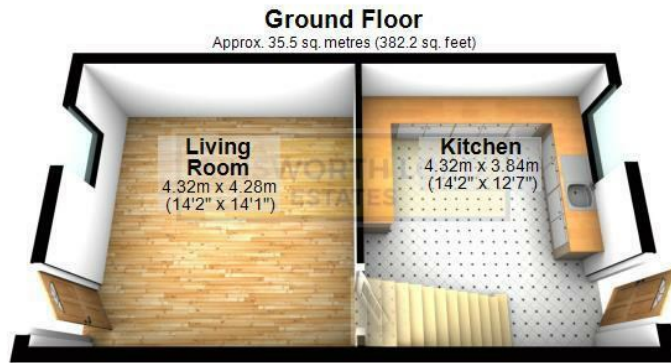 Ground Floor
Approx. 35.5 sq. metres (382.2 sq. feet)
Living
Room
4.32m x 4.28m
(14'2" x 14'1")
Kitchen
4.32m x 3.84m
(14'2" x 12'7")
ESTATES